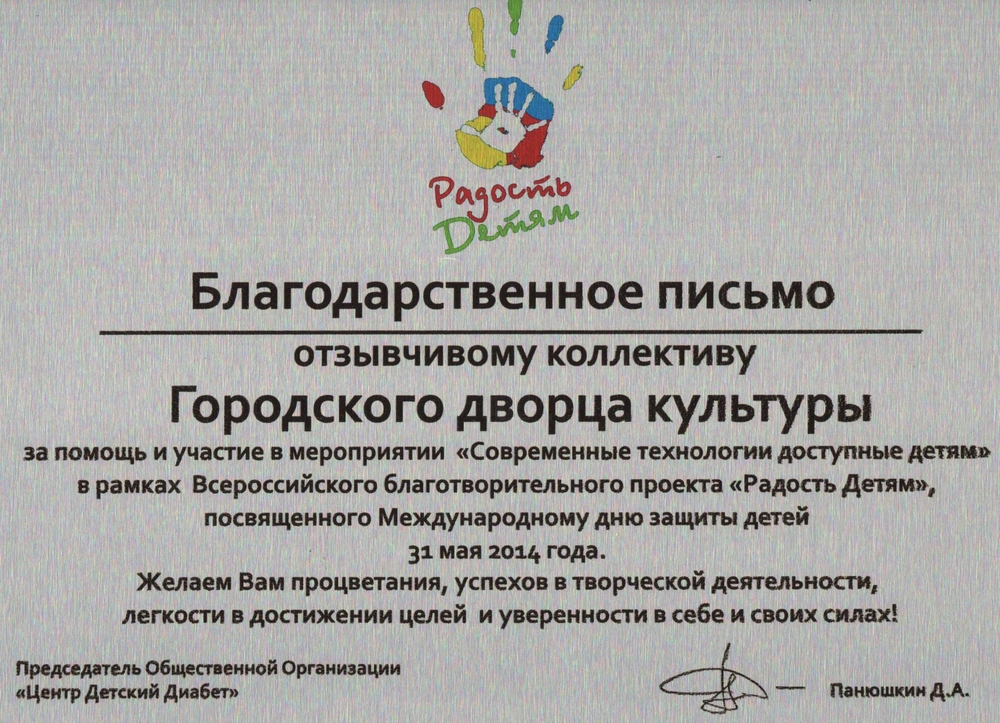 Радость
Детям
Благодарственное письмо
отзывчивому коллективу
Городского дворца культуры
за помощь и участие в мероприятии «Современные технологии доступные детям»
в рамках Всероссийского благотворительного проекта «Радость Детям»,
посвященного Международному дню защиты детей
31 мая 2014 года.
Желаем Вам процветания, успехов в творческой деятельности,
легкости в достижении целей и уверенности в себе и своих силах!
Председатель Общественной Организации
«Центр Детский Диабет»
— Панюшкин Д.А.